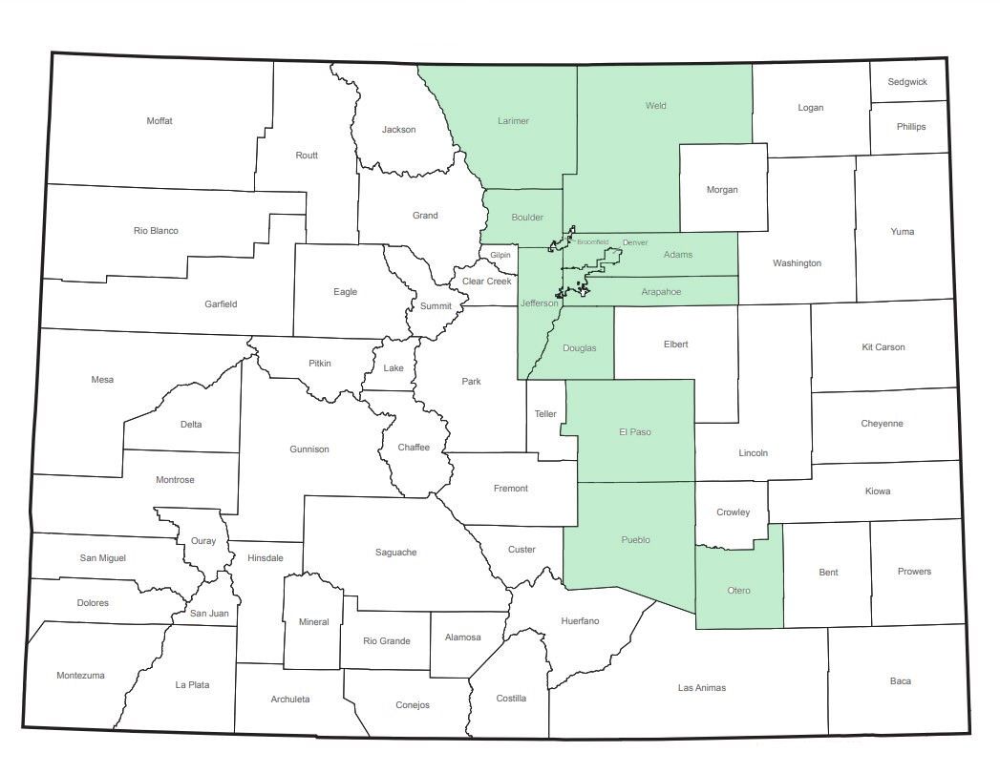 Sedgwick
Weld
Logan
Moffat
Larimer
Phillips
Jackson
Routt
Morgan
Grand
Boulder
Rio Blanco
Yuma
Broomfield
Denver
Gilpin
Adams
Washington
Clear Creek
Eagle
Arapahoe
Garfield
Summit
Jefferson
Elbert
Douglas
Kit Carson
Pitkin
Lake
Mesa
Park
Teller
Delta
Cheyenne
El Paso
Chaffee
Gunnison
Lincoln
Montrose
Fremont
Kiowa
Crowley
Ouray
Pueblo
Custer
Saguache
San Miguel
Hinsdale
Bent
Prowers
Otero
Dolores
San Juan
Mineral
Huerfano
Alamosa
Rio Grande
Montezuma
Baca
La Plata
Las Animas
Archuleta
Costilla
Conejos